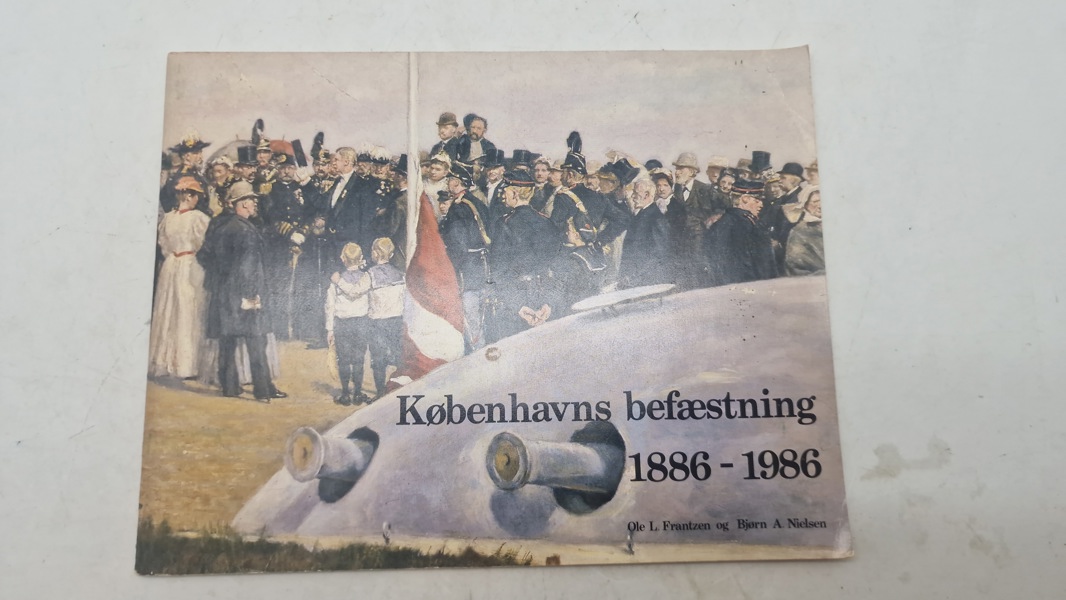 Københavns befæstning
1886 - 1986
Ole L. Frantzen og Bjørn A. Nielsen